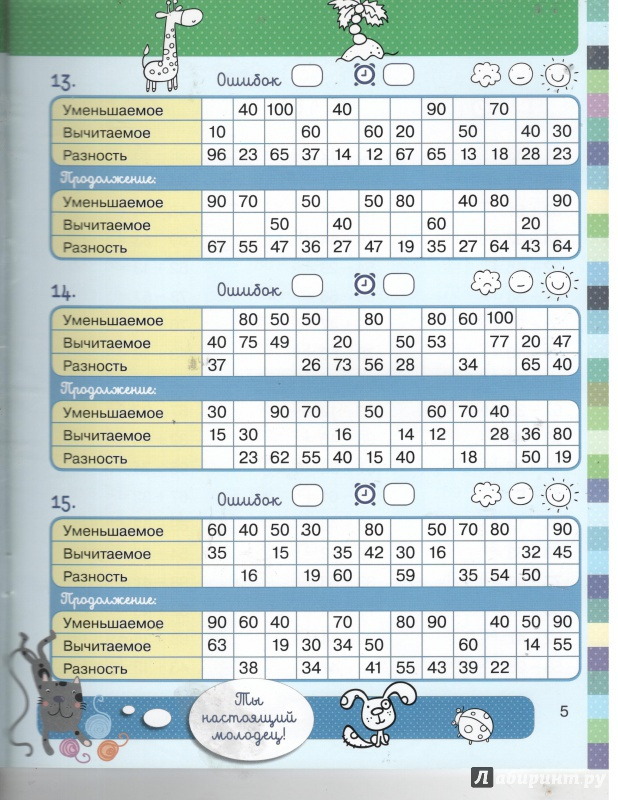 13. Ошибок
Уменьшаемое 40 100 40 90 70
Вычитаемое 10 60 60 20 50 40 30
Разность 96 23 65 37 14 12 67 65 13 18 28 23
Продолжение:
Уменьшаемое 90 70 50 50 80 40 80 90
Вычитаемое 50 40 60 20
Разность 67 55 47 36 27 47 19 35 27 64 43 64
14. Ошибок
Уменьшаемое 80 50 50 80 80 60 100
Вычитаемое 40 75 49 20 50 53 77 20 47
Разность 37 26 73 56 28 34 65 40
Продолжение:
Уменьшаемое 30 90 70 50 60 70 40
Вычитаемое 15 30 16 14 12 28 36 80
Разность 23 62 55 40 15 40 18 50 19
15. Ошибок
Уменьшаемое 60 40 50 30 80 50 70 80 90
Вычитаемое 35 15 35 42 30 16 32 45
Разность 16 19 60 59 35 54 50
Продолжение:
Уменьшаемое 90 60 40 70 80 90 40 50 90
Вычитаемое 63 19 30 34 50 60 14 55
Разность 38 34 41 55 43 39 22
Ты
настоящий
молодец!
5
Лабиринт.ру